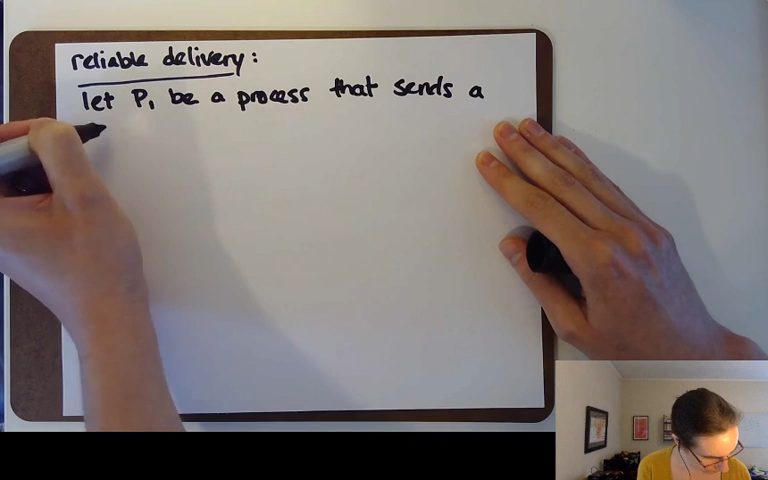 reliable delivery:
let P₁ be a process that sends a